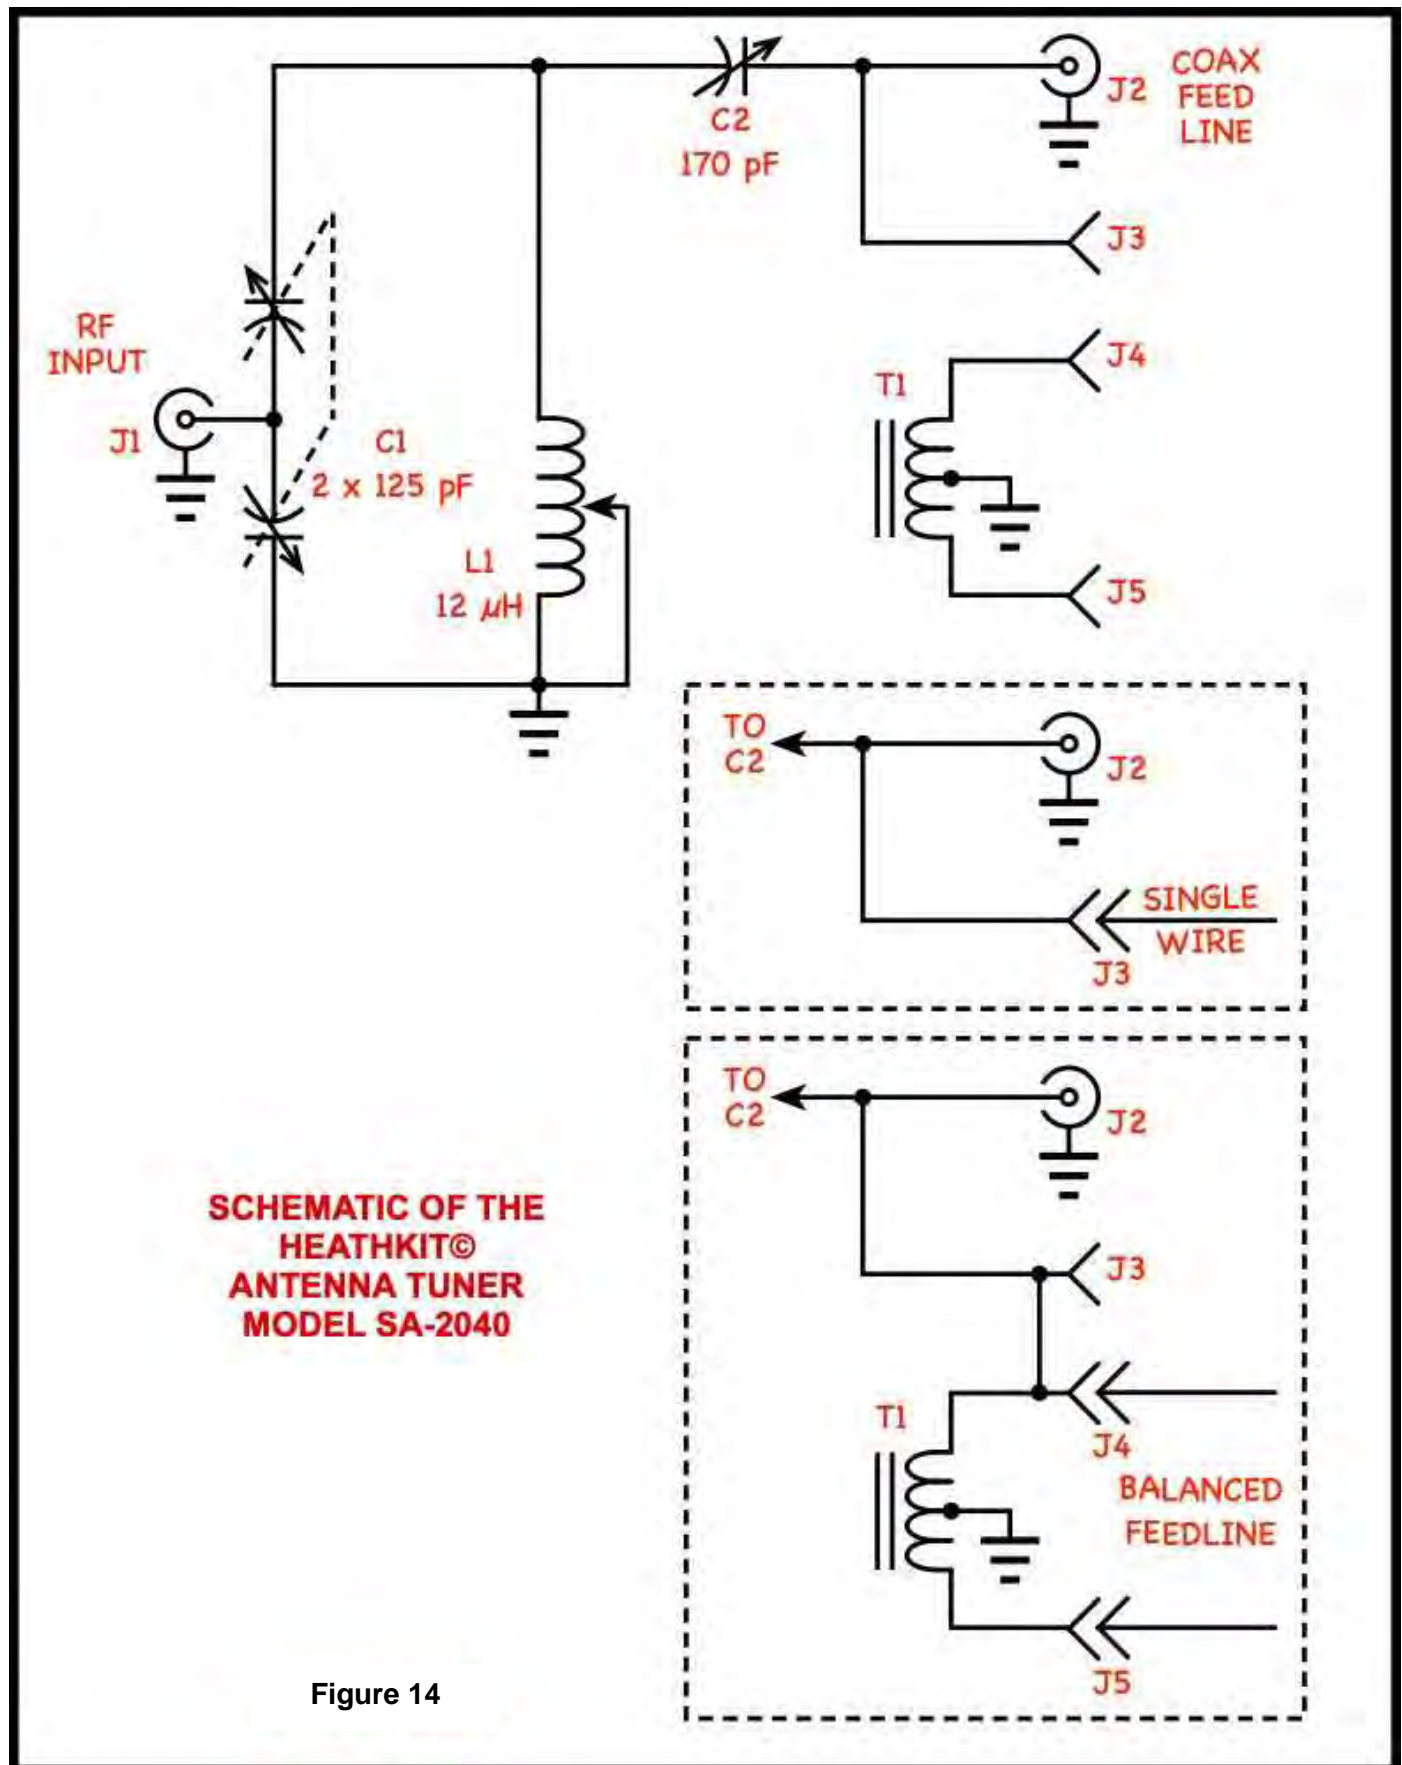 COAX
FEED
LINE
J2
C2
170 pF
J3
RF
INPUT
J1
C1
2 x 125 pF
L1
12 µH
T1
J4
J5
TO
C2
J2
SINGLE
WIRE
J3
TO
C2
J2
J3
T1
J4
BALANCED
FEEDLINE
J5
SCHEMATIC OF THE
HEATHKIT©
ANTENNA TUNER
MODEL SA-2040
Figure 14